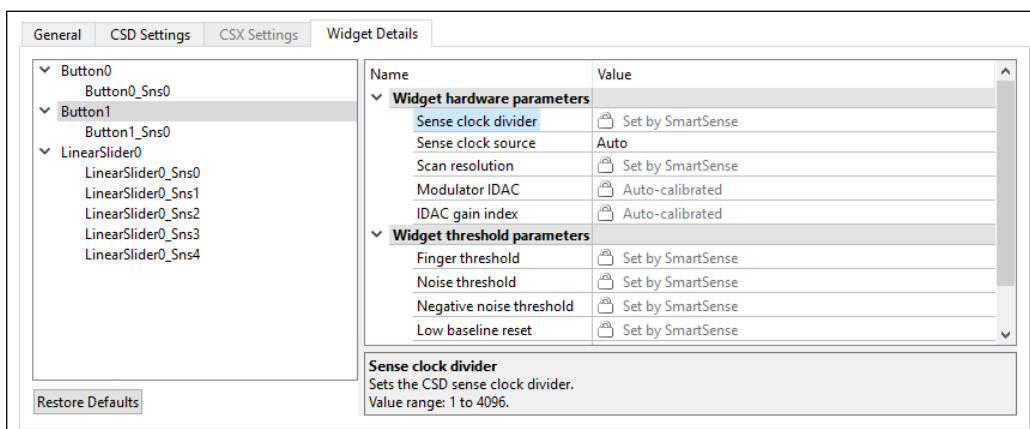 General CSD Settings CSX Settings Widget Details
Button0
Button0_Sns0
Button1
Button1_Sns0
LinearSlider0
LinearSlider0_Sns0
LinearSlider0_Sns1
LinearSlider0_Sns2
LinearSlider0_Sns3
LinearSlider0_Sns4
Restore Defaults
Name Value
Widget hardware parameters
Sense clock divider Set by SmartSense
Sense clock source Auto
Scan resolution Set by SmartSense
Modulator IDAC Auto-calibrated
IDAC gain index Auto-calibrated
Widget threshold parameters
Finger threshold Set by SmartSense
Noise threshold Set by SmartSense
Negative noise threshold Set by SmartSense
Low baseline reset Set by SmartSense
Sense clock divider
Sets the CSD sense clock divider.
Value range: 1 to 4096.